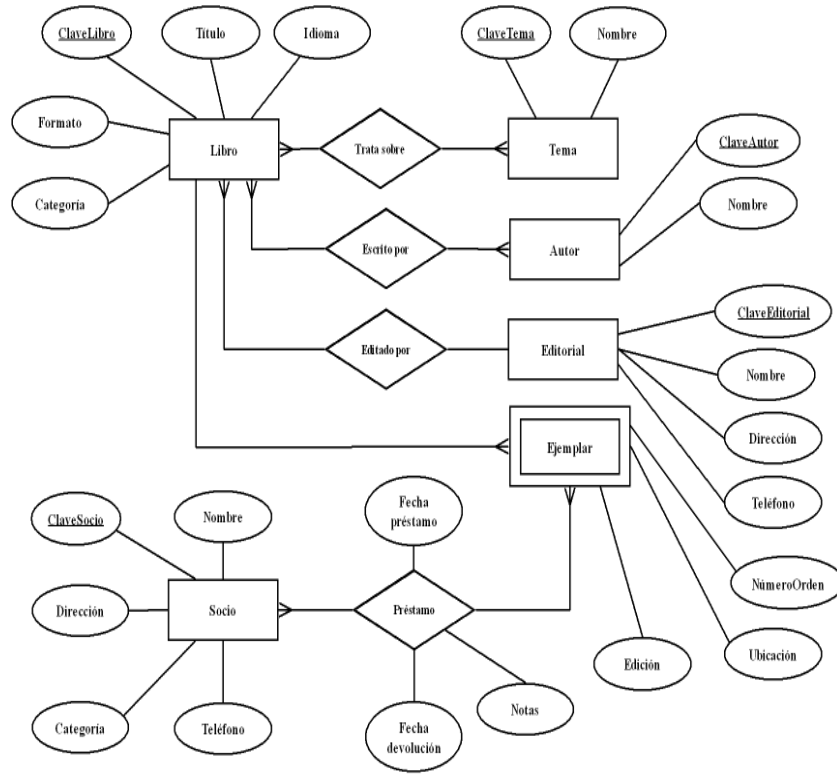 ClaveLibro
Título
Idioma
ClaveTema
Nombre
Formato
Libro
Trata sobre
Tema
ClaveAutor
Categoría
Nombre
Escrito por
Autor
ClaveEditorial
Editado por
Editorial
Nombre
Dirección
Ejemplar
Teléfono
ClaveSocio
Nombre
Fecha
préstamo
NúmeroOrden
Dirección
Socio
Préstamo
Ubicación
Edición
Categoría
Teléfono
Fecha
devolución
Notas